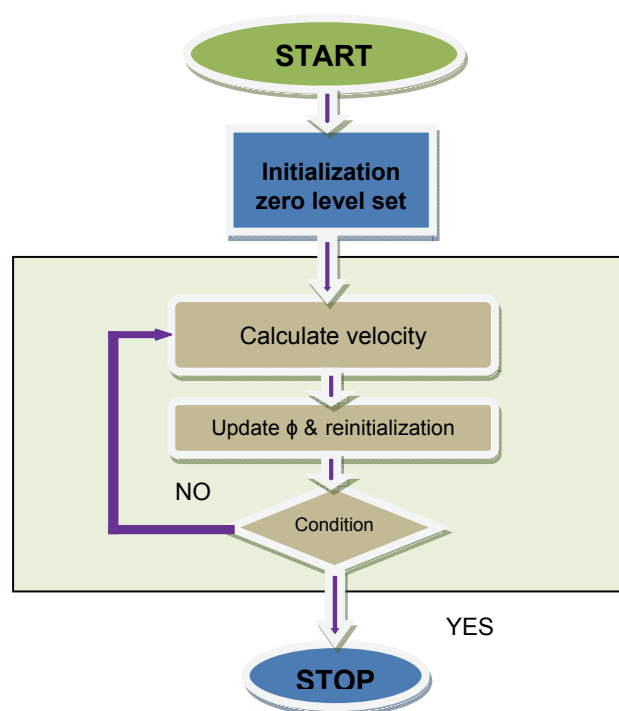 START
Initialization
zero level set
Calculate velocity
Update ϕ & reinitialization
NO
Condition
YES
STOP